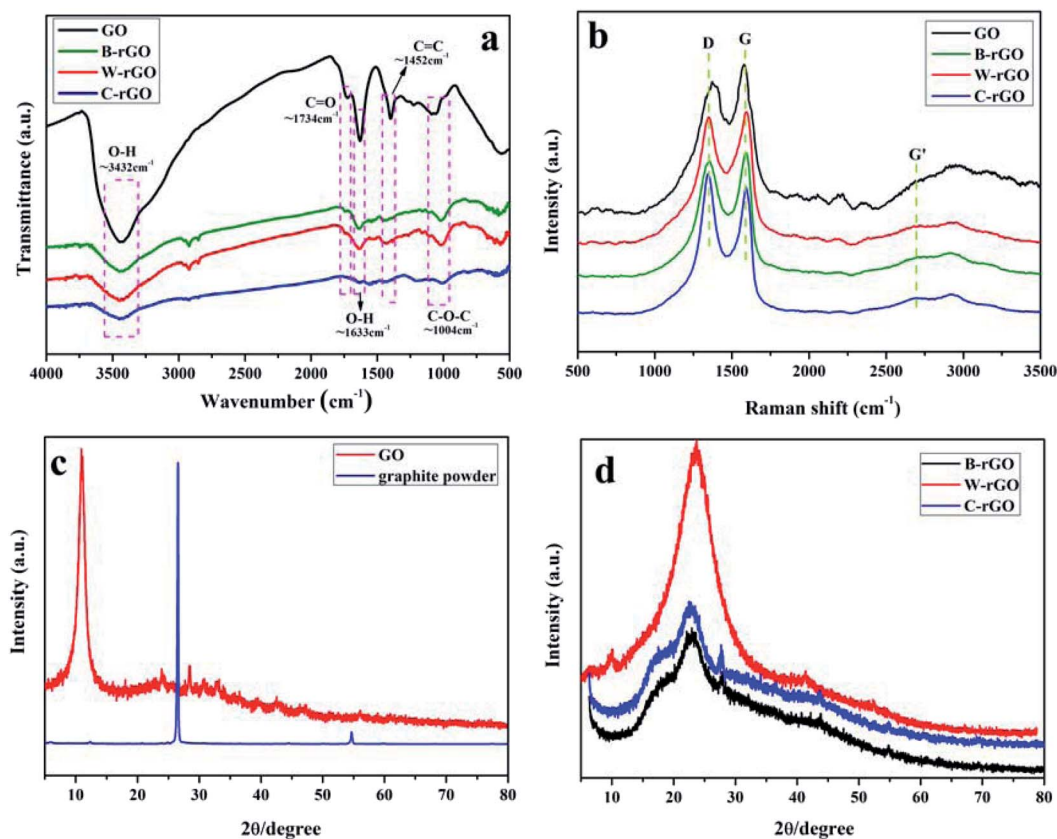 GO
B-rGO
W-rGO
C-rGO
a
C=C
~1452cm-1
C=O
~1734cm-1
O-H
~3432cm-1
O-H
~1633cm-1
C-O-C
~1004cm-1
Transmittance (a.u.)
4000 3500 3000 2500 2000 1500 1000 500
Wavenumber (cm-1)
b
D G
GO
B-rGO
W-rGO
C-rGO
G'
Intensity (a.u.)
500 1000 1500 2000 2500 3000 3500
Raman shift (cm-1)
c
GO
graphite powder
Intensity (a.u.)
10 20 30 40 50 60 70 80
2θ/degree
d
B-rGO
W-rGO
C-rGO
Intensity (a.u.)
10 20 30 40 50 60 70 80
2θ/degree